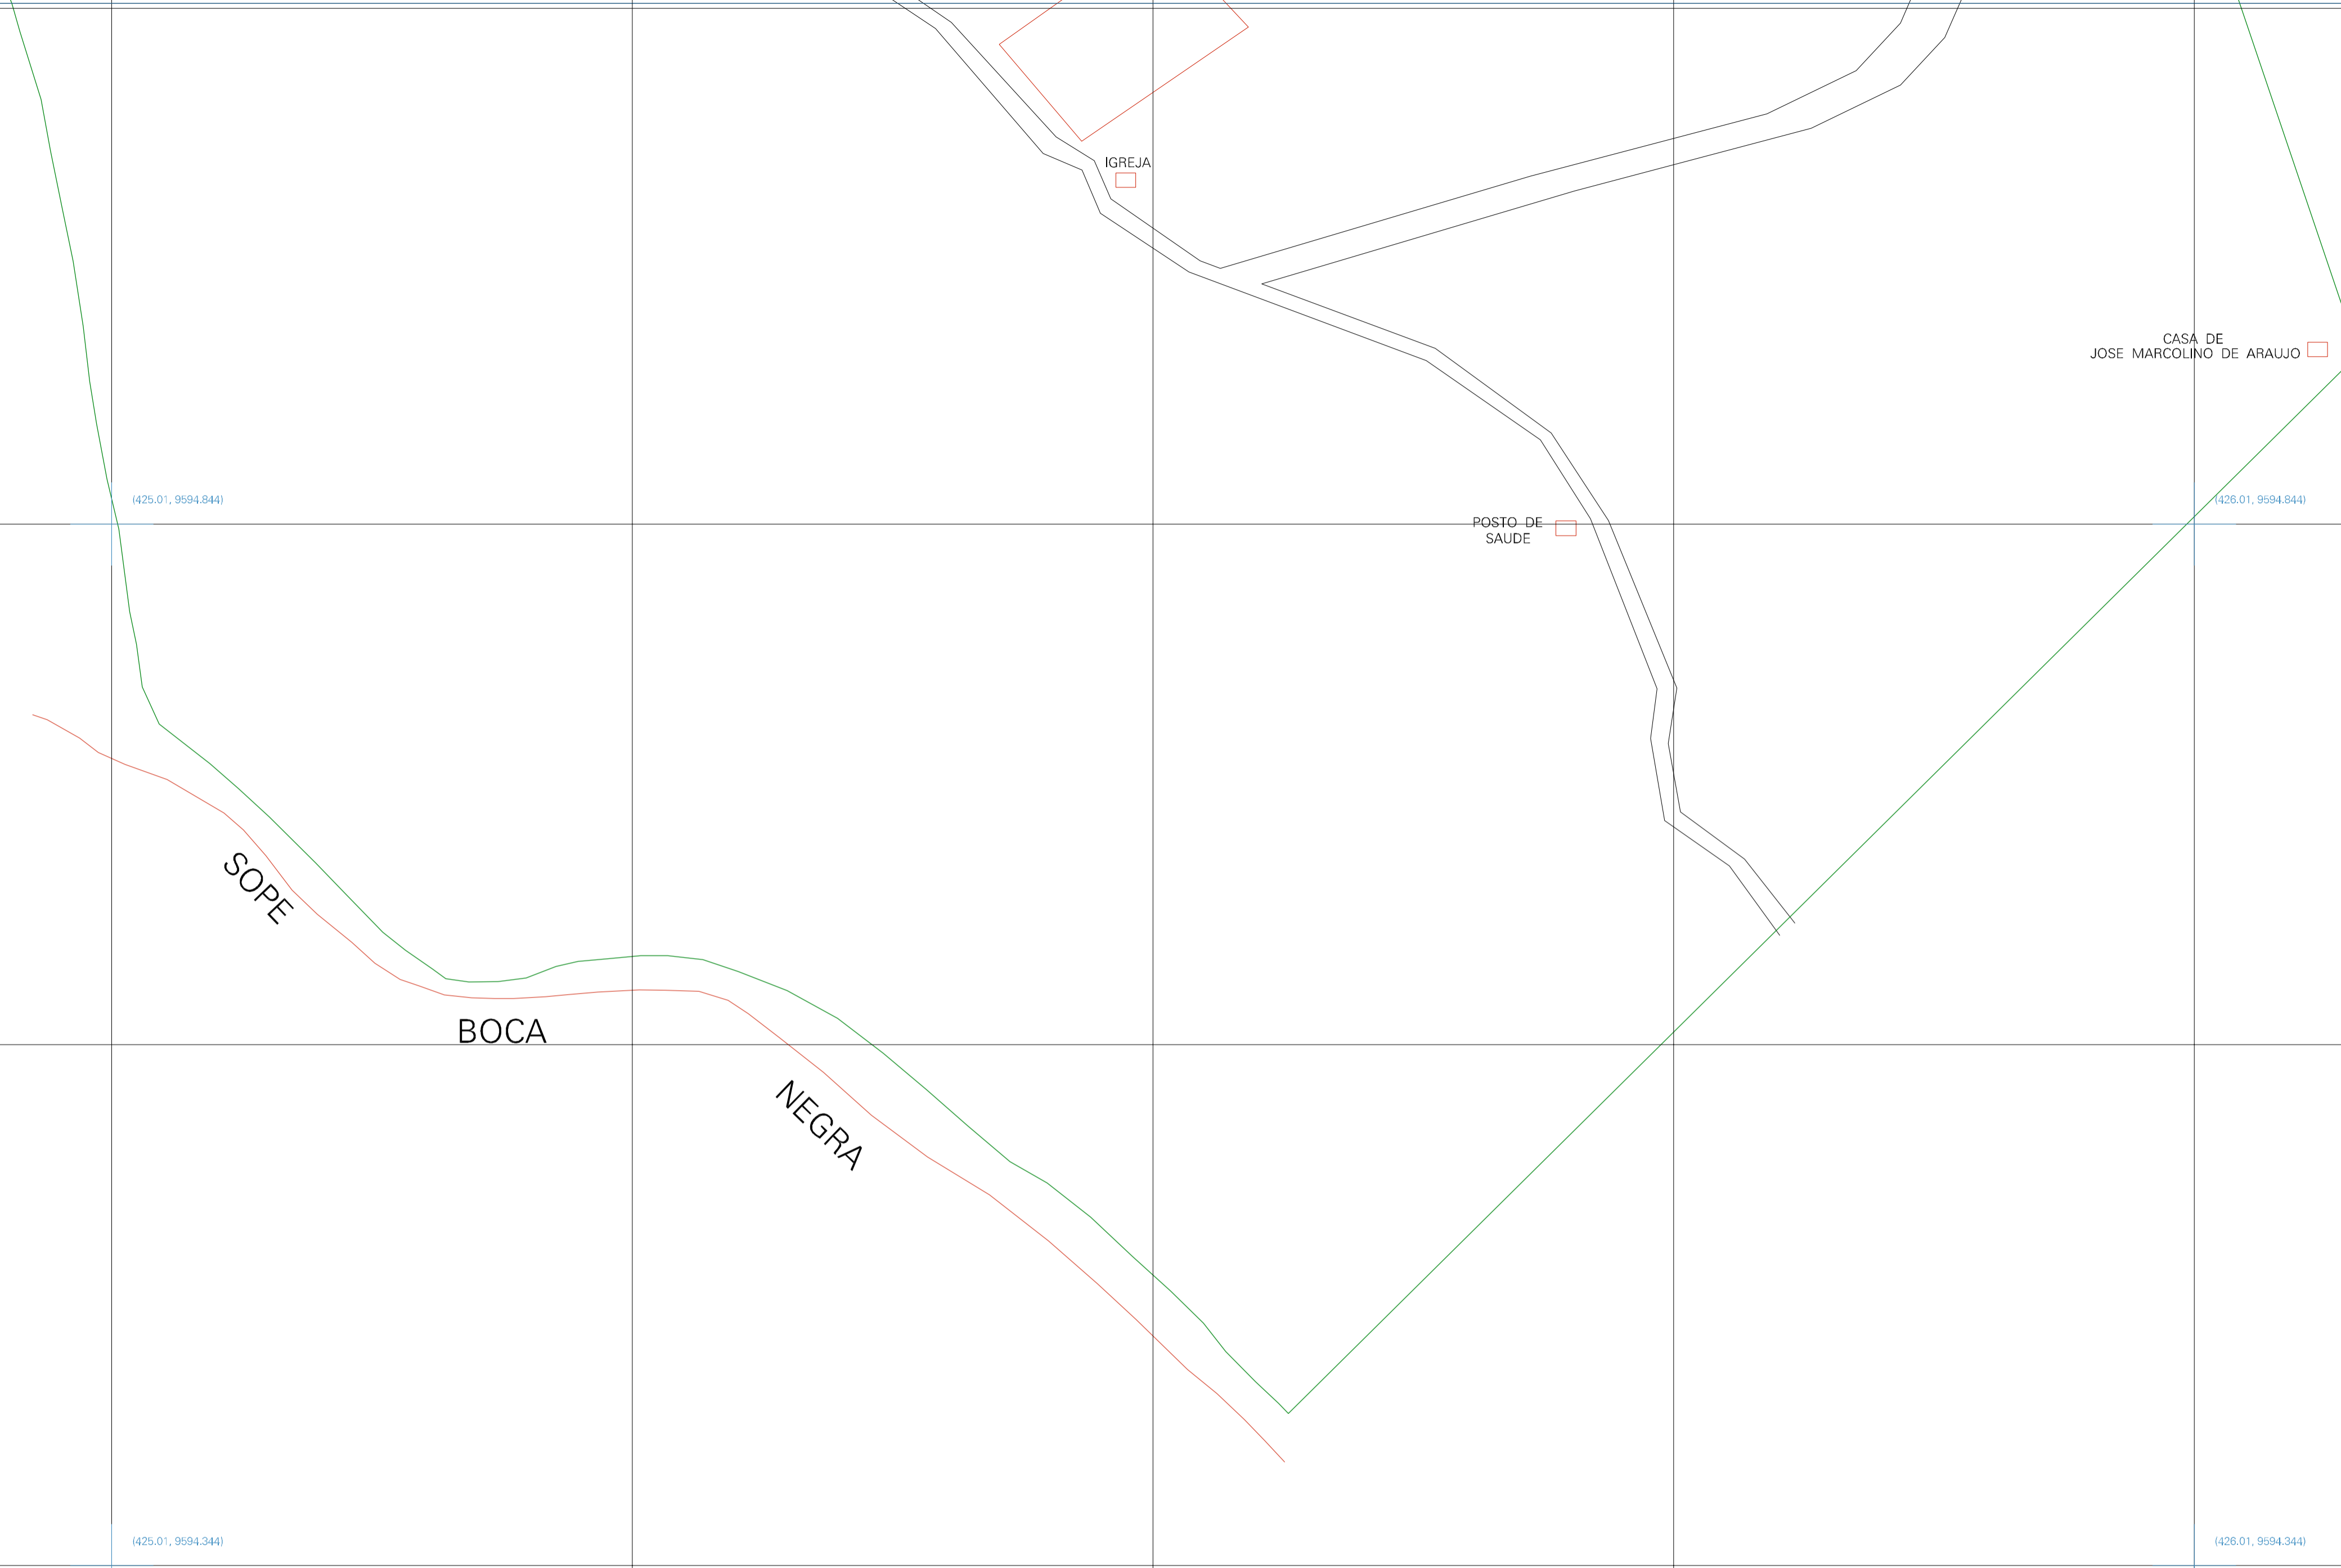 IGREJA
CASA DE
JOSE MARCOLINO DE ARAUJO
(425.01, 9594.844)
(426.01, 9594.844)
POSTO DE
SAUDE
SOPE
BOCA
NEGRA
(425.01, 9594.344)
(426.01, 9594.344)